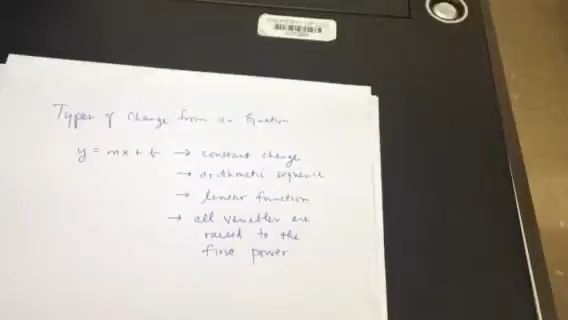 Types of Change from an Equation
y = mx + b → constant change
→ arithmetic sequence
→ linear function
→ all variables are
raised to the
first power